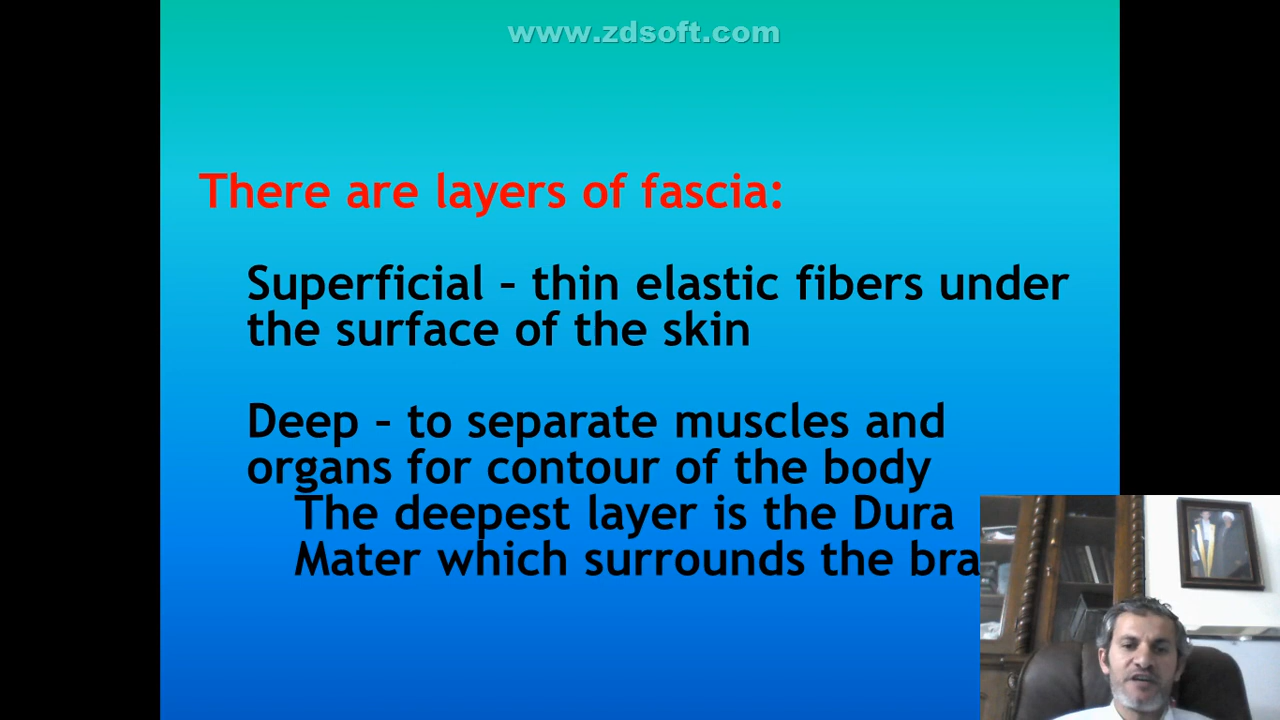 www.zdsoft.com
There are layers of fascia:
Superficial – thin elastic fibers under
the surface of the skin
Deep – to separate muscles and
organs for contour of the body
The deepest layer is the Dura
Mater which surrounds the bra